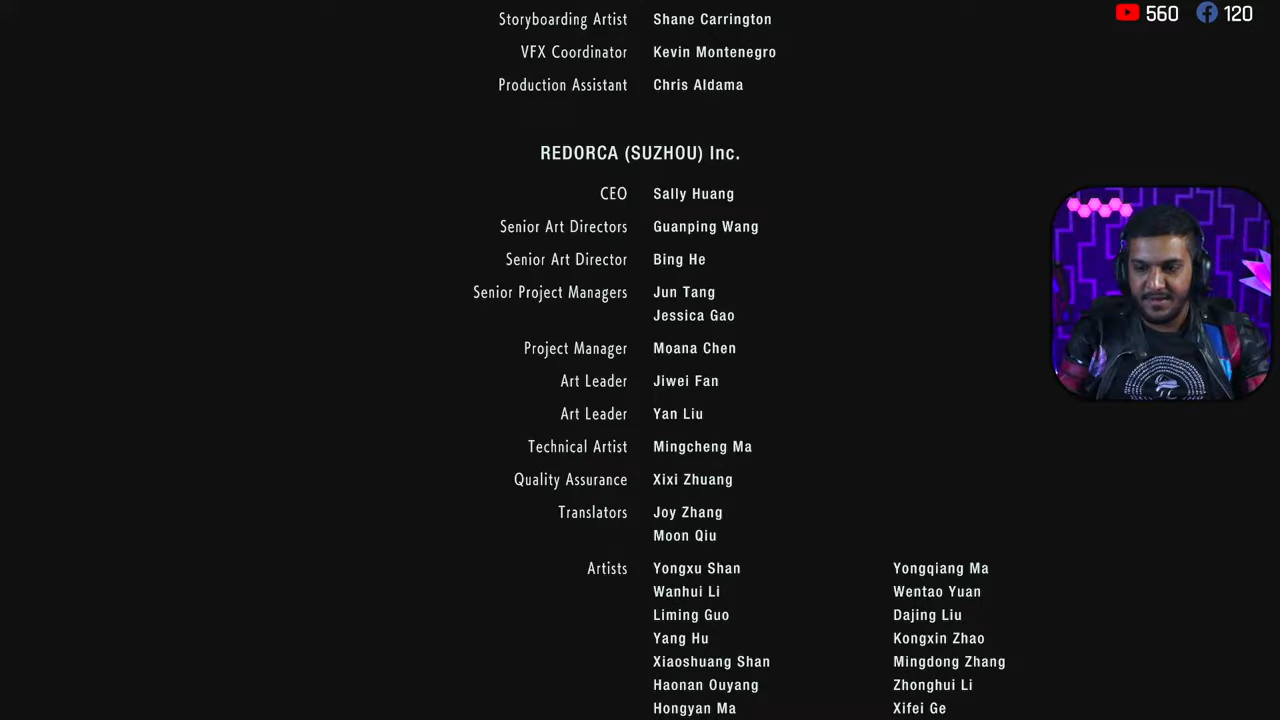 560 120
Storyboarding Artist Shane Carrington
VFX Coordinator Kevin Montenegro
Production Assistant Chris Aldama
REDORCA (SUZHOU) Inc.
CEO Sally Huang
Senior Art Directors Guanping Wang
Senior Art Director Bing He
Senior Project Managers Jun Tang
Jessica Gao
Project Manager Moana Chen
Art Leader Jiwei Fan
Art Leader Yan Liu
Technical Artist Mingcheng Ma
Quality Assurance Xixi Zhuang
Translators Joy Zhang
Moon Qiu
Artists Yongxu Shan Yongqiang Ma
Wanhui Li Wentao Yuan
Liming Guo Dajing Liu
Yang Hu Kongxin Zhao
Xiaoshuang Shan Mingdong Zhang
Haonan Ouyang Zhonghui Li
Hongyan Ma Xifei Ge